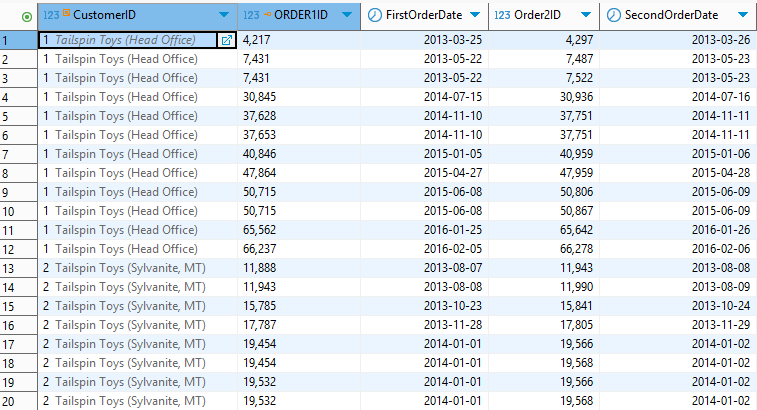 123 CustomerID 123 ORDER1ID FirstOrderDate 123 Order2ID SecondOrderDate
1 1 Tailspin Toys (Head Office) 4,217 2013-03-25 4,297 2013-03-26
2 1 Tailspin Toys (Head Office) 7,431 2013-05-22 7,487 2013-05-23
3 1 Tailspin Toys (Head Office) 7,431 2013-05-22 7,522 2013-05-23
4 1 Tailspin Toys (Head Office) 30,845 2014-07-15 30,936 2014-07-16
5 1 Tailspin Toys (Head Office) 37,628 2014-11-10 37,751 2014-11-11
6 1 Tailspin Toys (Head Office) 37,653 2014-11-10 37,751 2014-11-11
7 1 Tailspin Toys (Head Office) 40,846 2015-01-05 40,959 2015-01-06
8 1 Tailspin Toys (Head Office) 47,864 2015-04-27 47,959 2015-04-28
9 1 Tailspin Toys (Head Office) 50,715 2015-06-08 50,806 2015-06-09
10 1 Tailspin Toys (Head Office) 50,715 2015-06-08 50,867 2015-06-09
11 1 Tailspin Toys (Head Office) 65,562 2016-01-25 65,642 2016-01-26
12 1 Tailspin Toys (Head Office) 66,237 2016-02-05 66,278 2016-02-06
13 2 Tailspin Toys (Sylvanite, MT) 11,888 2013-08-07 11,943 2013-08-08
14 2 Tailspin Toys (Sylvanite, MT) 11,943 2013-08-08 11,990 2013-08-09
15 2 Tailspin Toys (Sylvanite, MT) 15,785 2013-10-23 15,841 2013-10-24
16 2 Tailspin Toys (Sylvanite, MT) 17,787 2013-11-28 17,805 2013-11-29
17 2 Tailspin Toys (Sylvanite, MT) 19,454 2014-01-01 19,566 2014-01-02
18 2 Tailspin Toys (Sylvanite, MT) 19,454 2014-01-01 19,568 2014-01-02
19 2 Tailspin Toys (Sylvanite, MT) 19,532 2014-01-01 19,566 2014-01-02
20 2 Tailspin Toys (Sylvanite, MT) 19,532 2014-01-01 19,568 2014-01-02